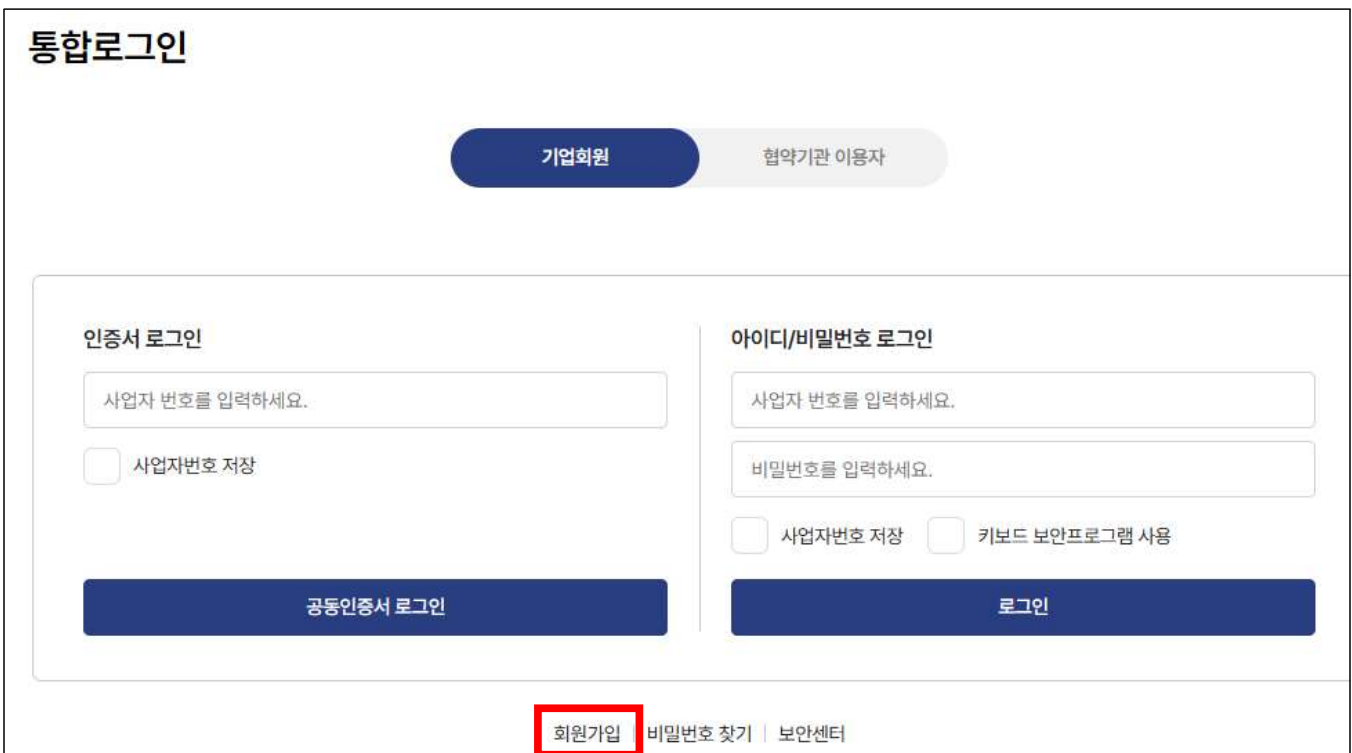 통합로그인
기업회원 협약기관 이용자
인증서 로그인
사업자 번호를 입력하세요.
사업자번호 저장
공동인증서 로그인
아이디/비밀번호 로그인
사업자 번호를 입력하세요.
비밀번호를 입력하세요.
사업자번호 저장 키보드 보안프로그램 사용
로그인
회원가입 | 비밀번호 찾기 | 보안센터